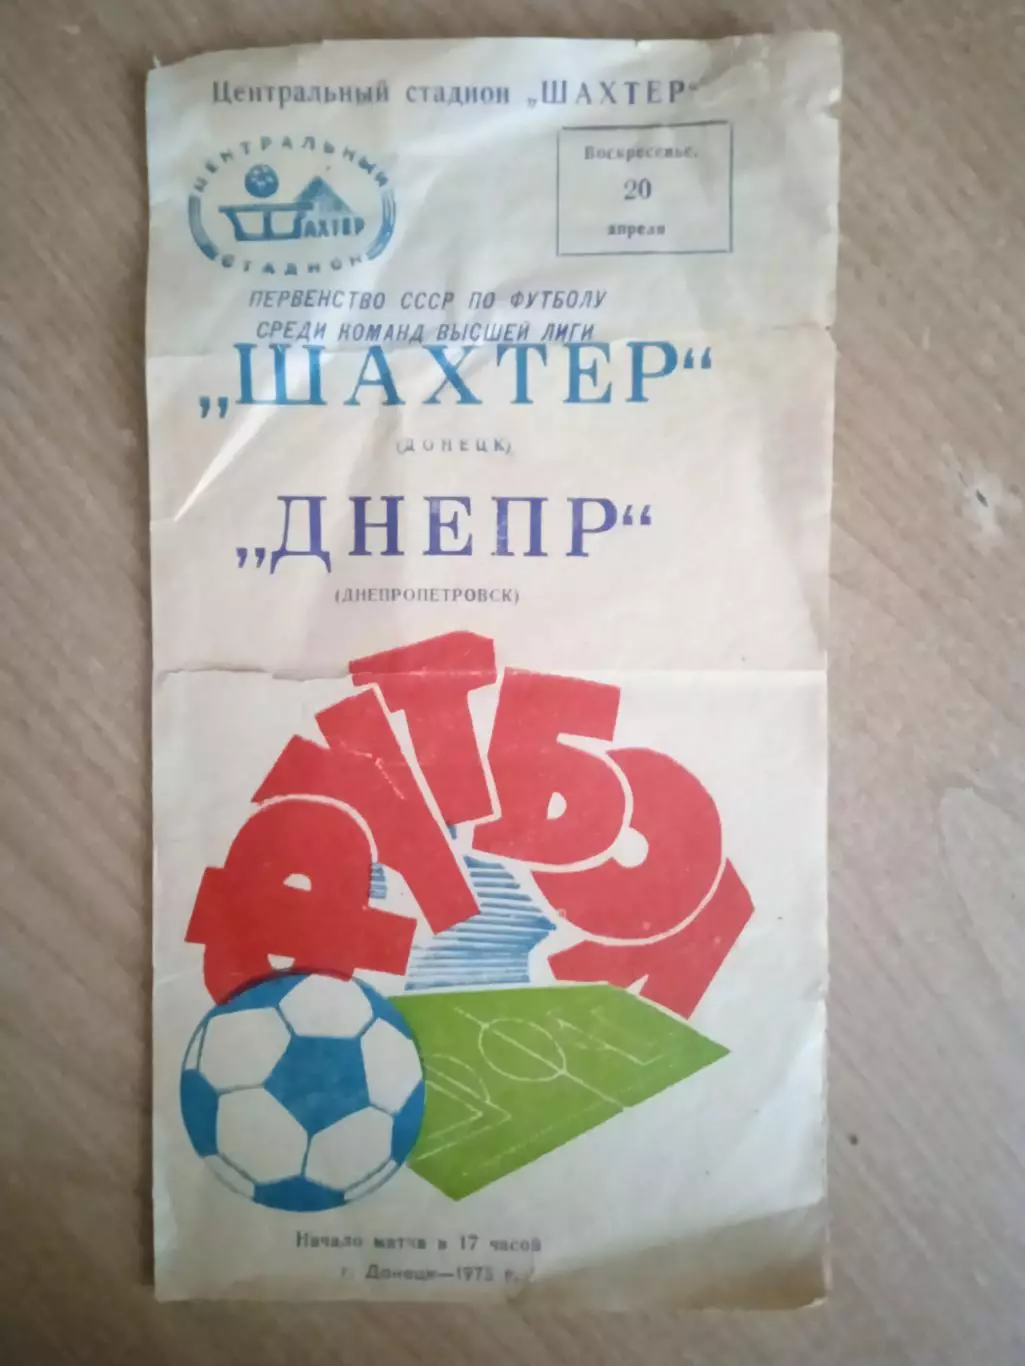 Центральный стадион „ШАХТЕР“
ЦЕНТРАЛЬНЫЙ
ШАХТЕР
СТАДИОН
Воскресенье,
20
апреля
ПЕРВЕНСТВО СССР ПО ФУТБОЛУ
СРЕДИ КОМАНД ВЫСШЕЙ ЛИГИ
„ШАХТЕР“
(ДОНЕЦК)
„ДНЕПР“
(ДНЕПРОПЕТРОВСК)
ФУТБОЛ
Начало матча в 17 часов
г. Донецк—1975 г.